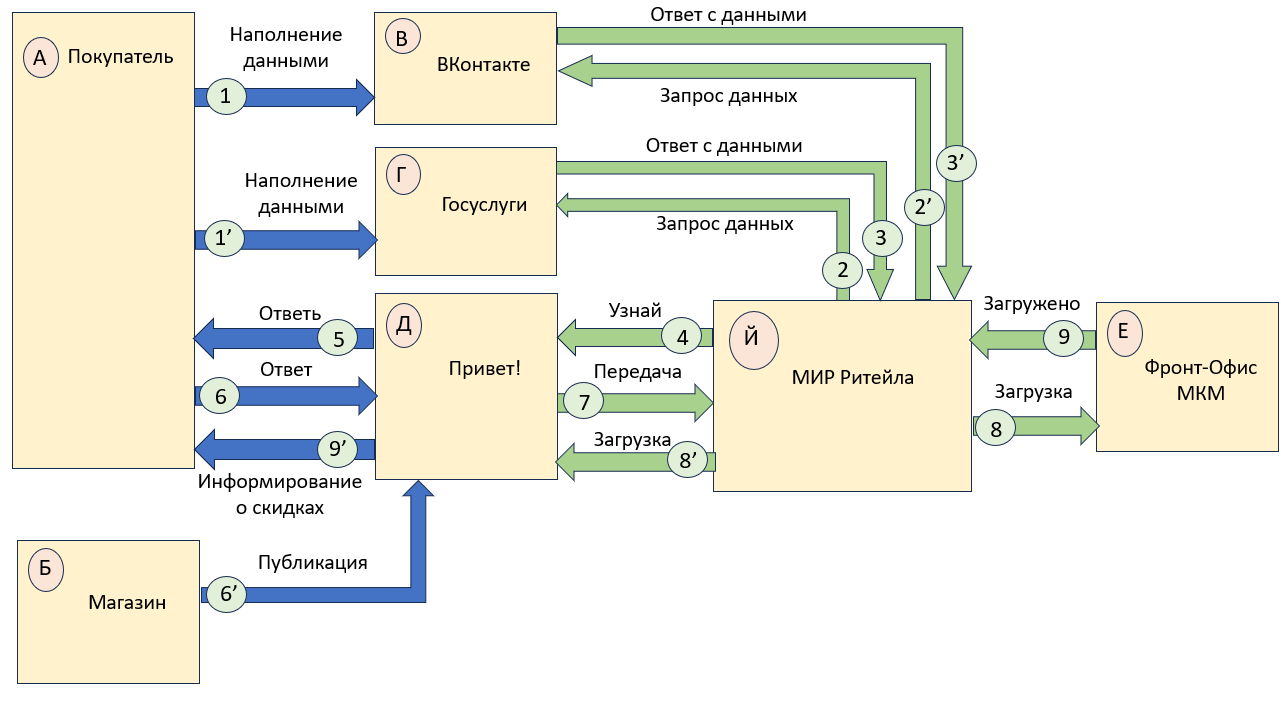 А
Покупатель
Наполнение
данными
1
В
ВКонтакте
Ответ с данными
Запрос данных
3’
2’
Наполнение
данными
1’
Г
Госуслуги
Ответ с данными
Запрос данных
3
2
Ответь
5
Ответ
6
9’
Информирование
о скидках
Д
Привет!
Узнай
4
Передача
7
Загрузка
8’
Й
МИР Ритейла
Загружено
9
Загрузка
8
Е
Фронт-Офис
МКМ
Б
Магазин
Публикация
6’